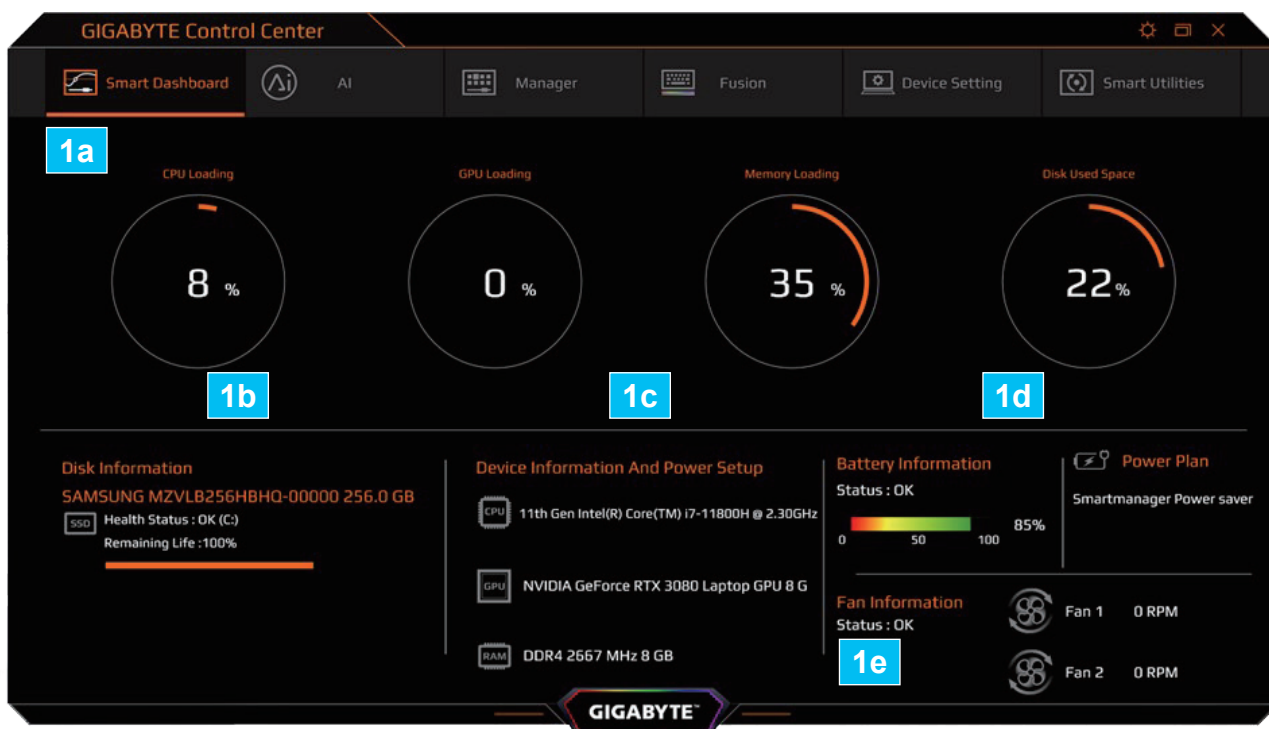 GIGABYTE Control Center
Smart Dashboard
Ai
AI
Manager
Fusion
Device Setting
Smart Utilities
1a
CPU Loading
GPU Loading
Memory Loading
Disk Used Space
8 %
0 %
35 %
22 %
1b
1c
1d
Disk Information
SAMSUNG MZVLB256HBHQ-00000 256.0 GB
SSD
Health Status : OK (C:)
Remaining Life :100%
Device Information And Power Setup
CPU
11th Gen Intel(R) Core(TM) i7-11800H @ 2.30GHz
GPU
NVIDIA GeForce RTX 3080 Laptop GPU 8 G
RAM
DDR4 2667 MHz 8 GB
Battery Information
Status : OK
85%
0 50 100
Power Plan
Smartmanager Power saver
Fan Information
Status : OK
1e
Fan 1 0 RPM
Fan 2 0 RPM
GIGABYTE™